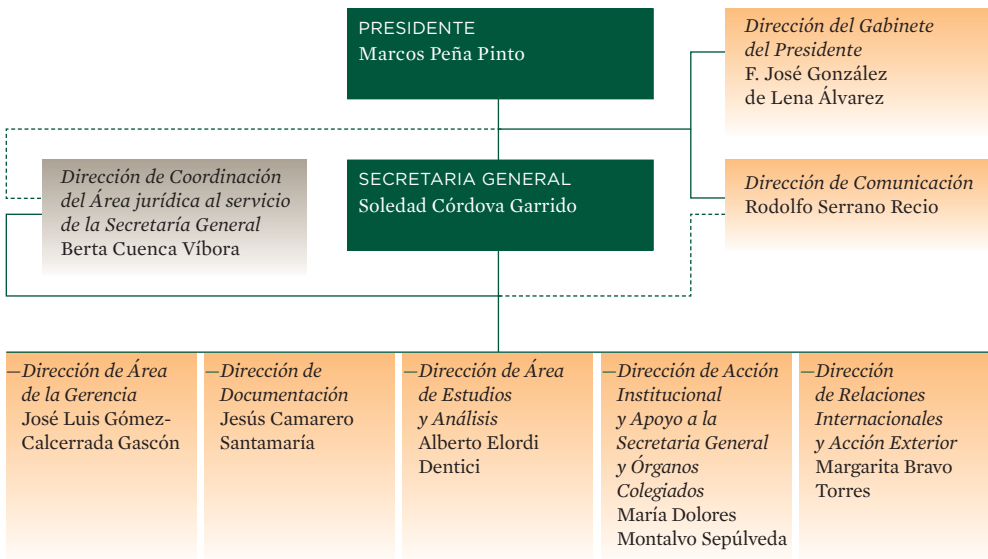 PRESIDENTE
Marcos Peña Pinto
Dirección del Gabinete
del Presidente
F. José González
de Lena Álvarez
Dirección de Coordinación
del Área jurídica al servicio
de la Secretaría General
Berta Cuenca Víbora
SECRETARIA GENERAL
Soledad Córdova Garrido
Dirección de Comunicación
Rodolfo Serrano Recio
—Dirección de Área
de la Gerencia
José Luis Gómez-
Calcerrada Gascón
—Dirección de
Documentación
Jesús Camarero
Santamaría
—Dirección de Área
de Estudios
y Análisis
Alberto Elordi
Dentici
—Dirección de Acción
Institucional
y Apoyo a la
Secretaria General
y Órganos
Colegiados
María Dolores
Montalvo Sepúlveda
—Dirección
de Relaciones
Internacionales
y Acción Exterior
Margarita Bravo
Torres